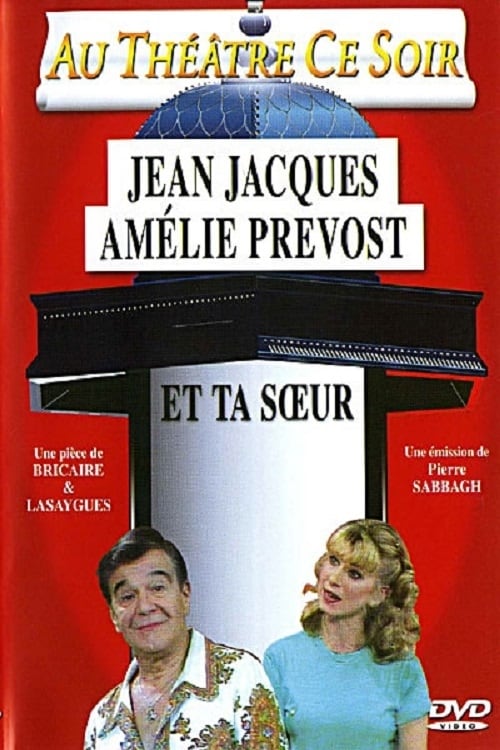 AU THÉÂTRE CE SOIR
JEAN JACQUES
AMÉLIE PREVOST
ET TA SŒUR
Une pièce de
BRICAIRE
&
LASAYGUES
Une émission de
Pierre
SABBAGH
DVD
VIDEO